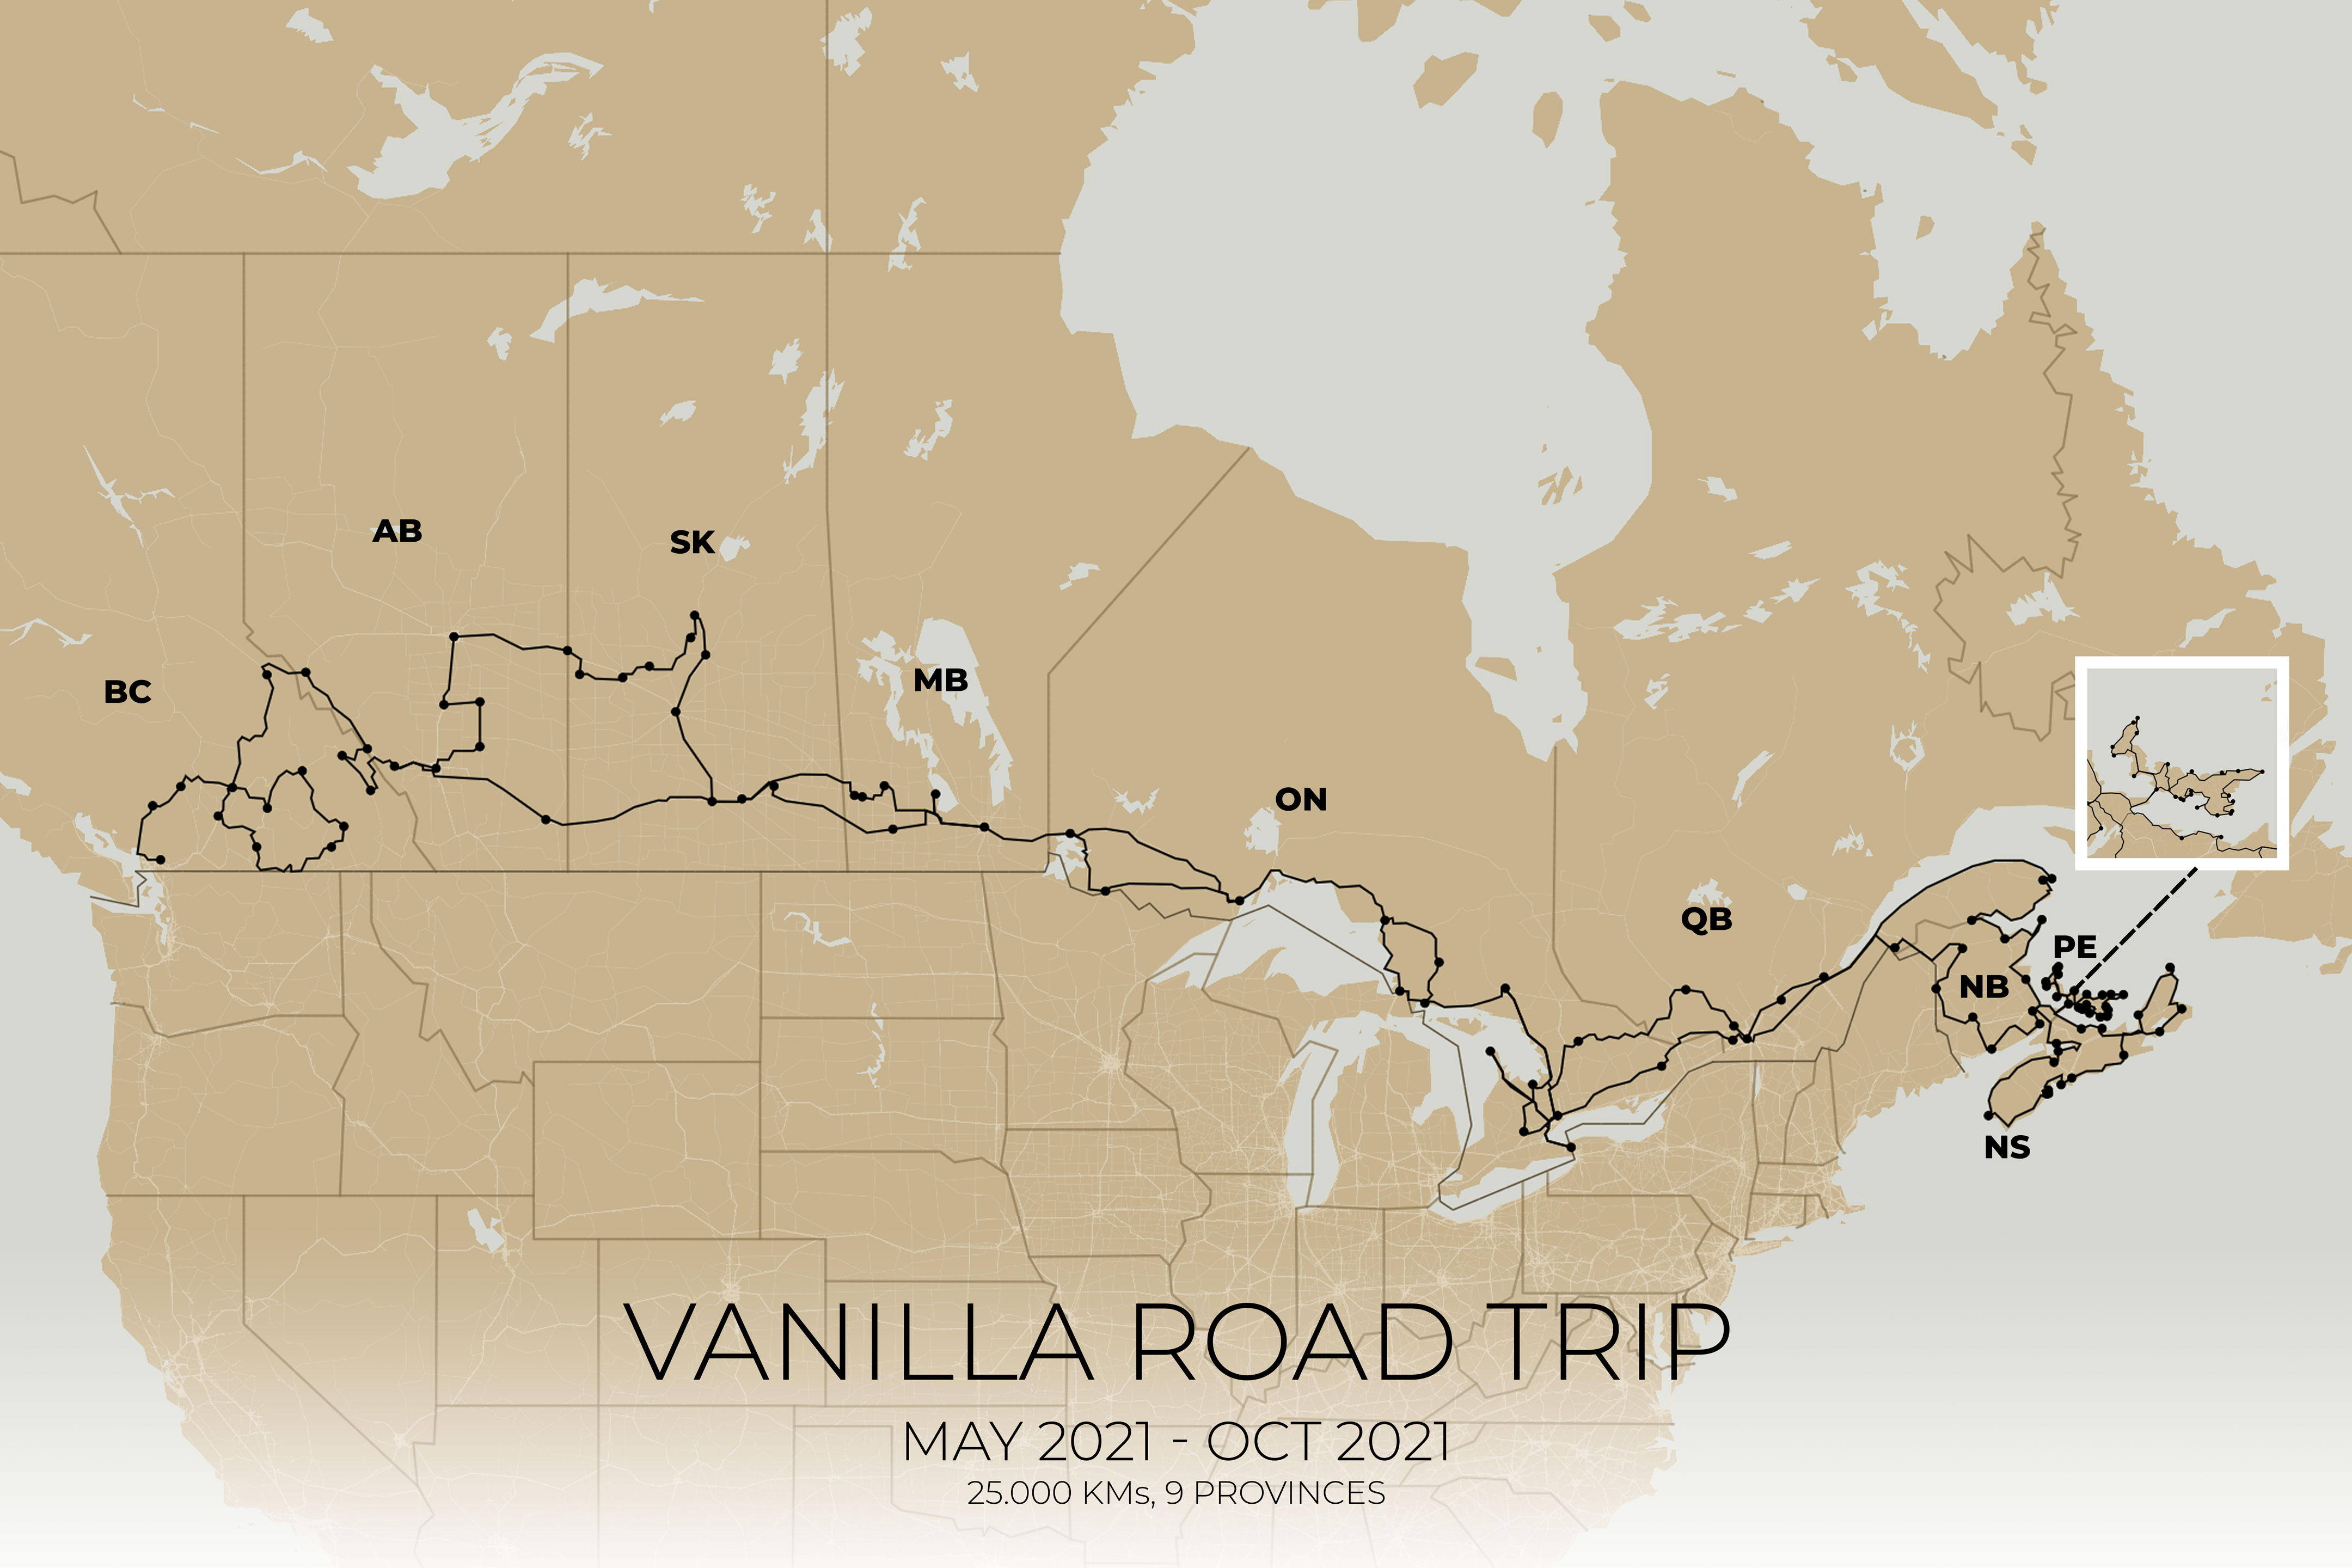 AB
SK
BC
MB
ON
QB
PE
NB
NS
VANILLA ROAD TRIP
MAY 2021 - OCT 2021
25.000 KMs, 9 PROVINCES